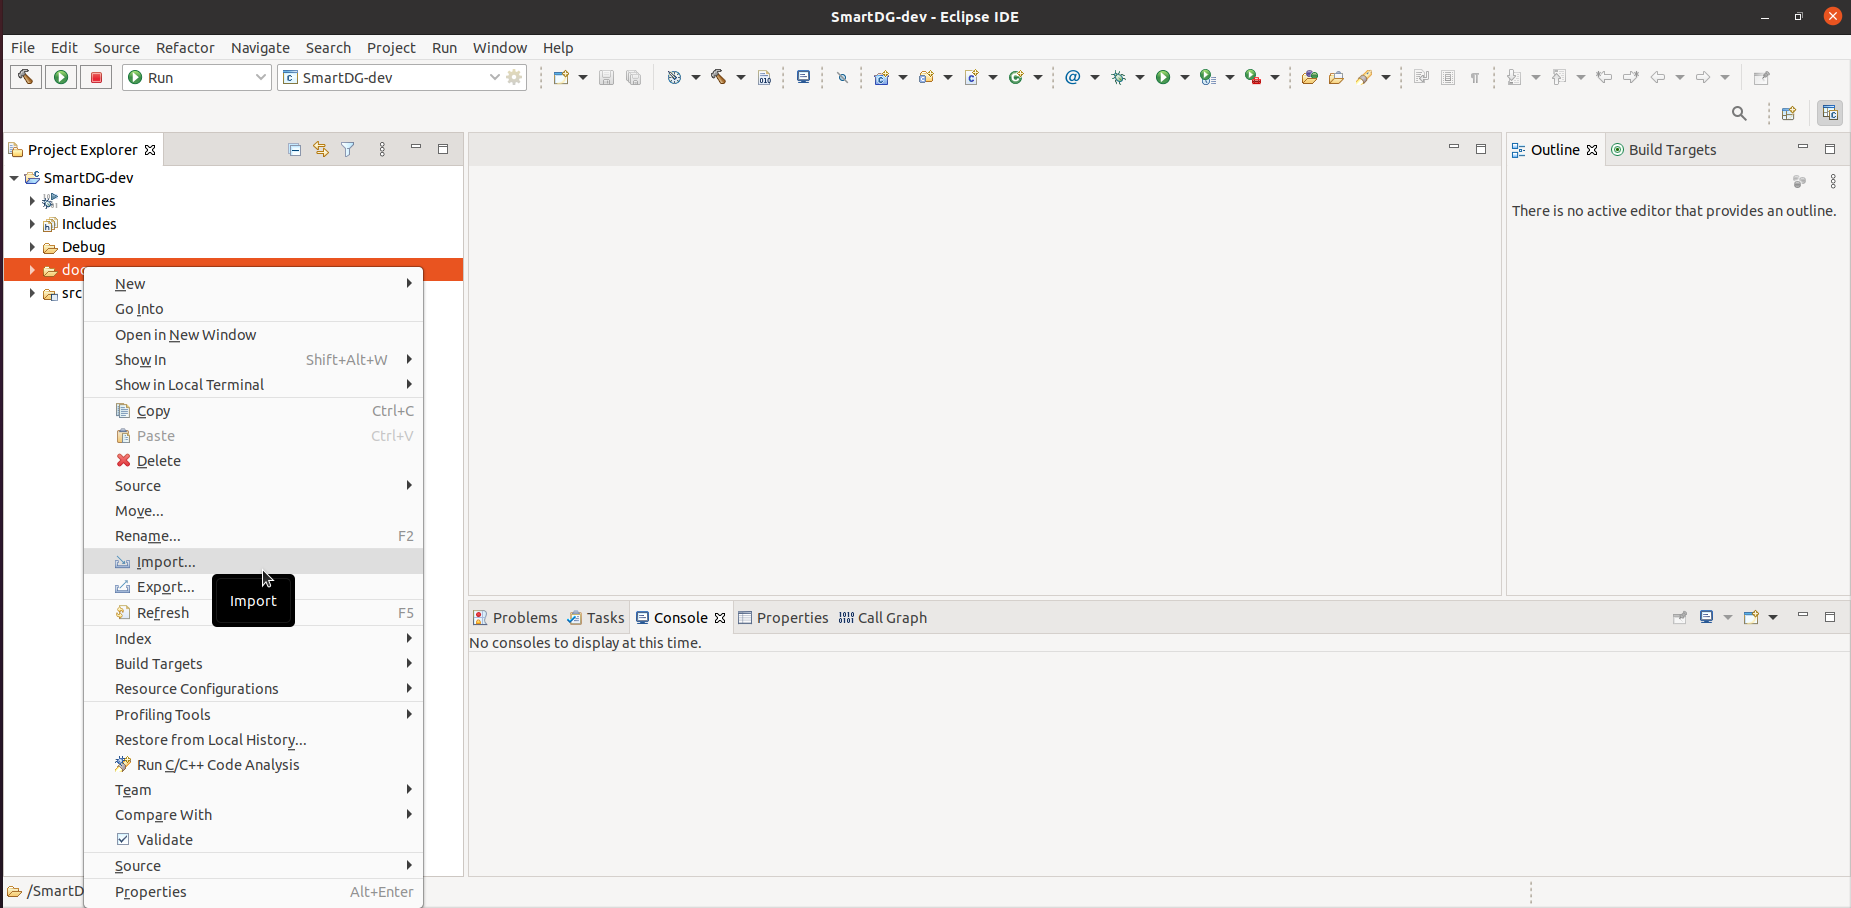 SmartDG-dev - Eclipse IDE
File Edit Source Refactor Navigate Search Project Run Window Help
Run SmartDG-dev
Project Explorer
SmartDG-dev
Binaries
Includes
Debug
src
New
Go Into
Open in New Window
Show In Shift+Alt+W
Show in Local Terminal
Copy Ctrl+C
Paste Ctrl+V
Delete
Source
Move...
Rename... F2
Import...
Export...
Import
Refresh F5
Index
Build Targets
Resource Configurations
Profiling Tools
Restore from Local History...
Run C/C++ Code Analysis
Team
Compare With
Validate
Source
Properties Alt+Enter
/SmartD
Outline Build Targets
There is no active editor that provides an outline.
Problems Tasks Console Properties Call Graph
No consoles to display at this time.